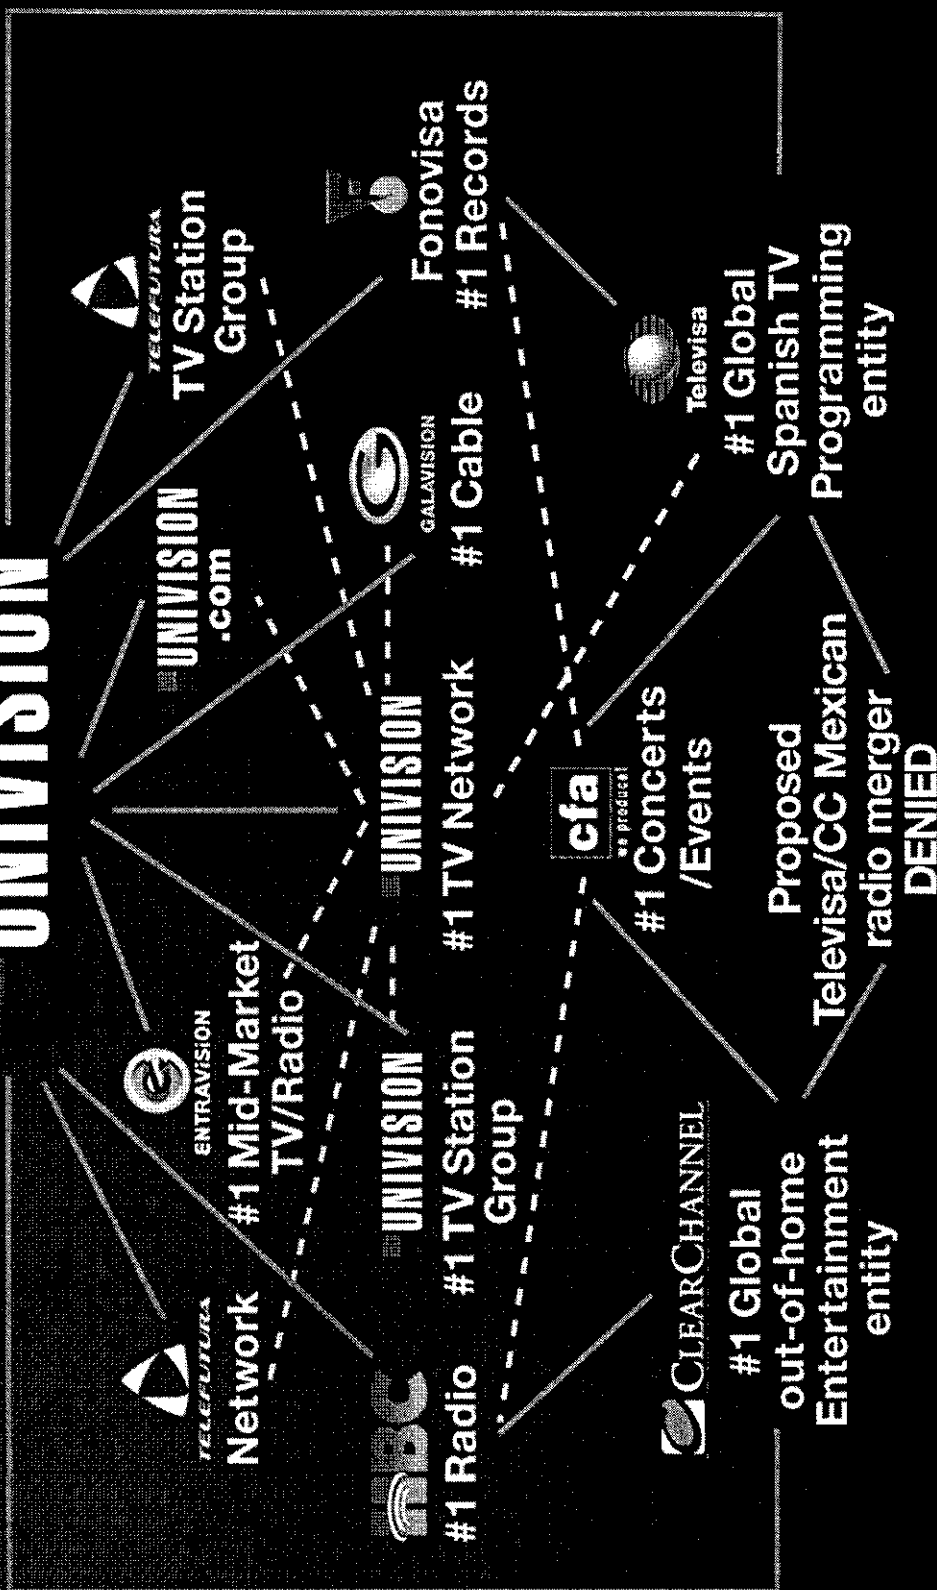 UNIVISION
TELEFUTURA
Network
ENTRAVISION
#1 Mid-Market
TV/Radio
UNIVISION
.com
TELEFUTURA
TV Station
Group
HBC
#1 Radio
UNIVISION
#1 TV Station
Group
UNIVISION
#1 TV Network
GALAVISION
#1 Cable
Fonovisa
#1 Records
CLEARCHANNEL
#1 Global
out-of-home
Entertainment
entity
cfa
we produce!
#1 Concerts
/Events
Televisa
#1 Global
Spanish TV
Programming
entity
Proposed
Televisa/CC Mexican
radio merger
DENIED